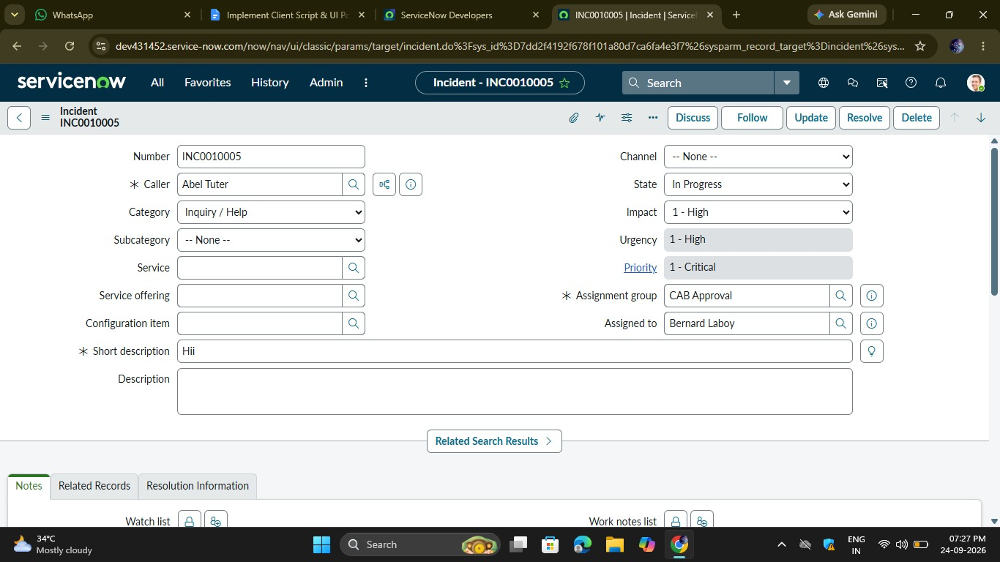 WhatsApp
Implement Client Script & UI Po
ServiceNow Developers
INC0010005 | Incident | Service
Ask Gemini
dev431452.service-now.com/now/nav/ui/classic/params/target/incident.do%3Fsys_id%3D7dd2f4192f678f101a80d7ca6fa4e3f7%26sysparm_record_target%3Dincident%26sys...
servicenow
All
Favorites
History
Admin
Incident - INC0010005
Search
Incident
INC0010005
Discuss
Follow
Update
Resolve
Delete
Number INC0010005
Channel -- None --
* Caller Abel Tuter
State In Progress
Category Inquiry / Help
Impact 1 - High
Subcategory -- None --
Urgency 1 - High
Service
Priority 1 - Critical
Service offering
* Assignment group CAB Approval
Configuration item
Assigned to Bernard Laboy
* Short description Hii
Description
Related Search Results
Notes
Related Records
Resolution Information
Watch list
Work notes list
34°C
Mostly cloudy
Search
ENG
IN
07:27 PM
24-09-2026